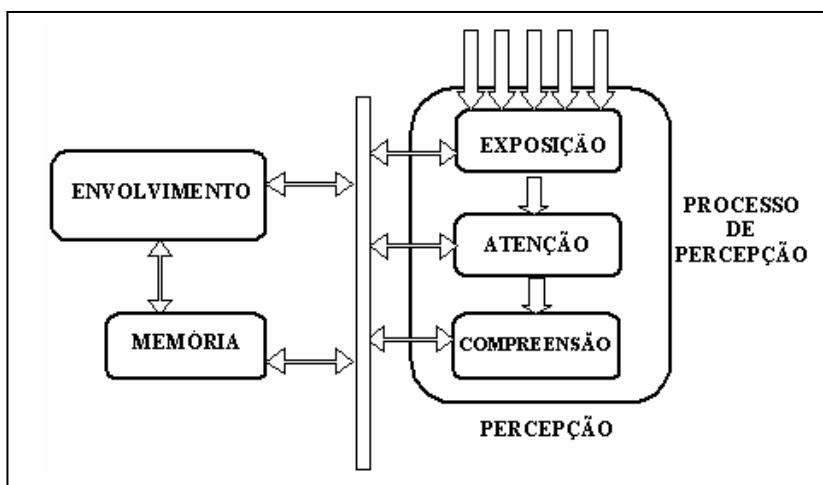 ENVOLVIMENTO
MEMÓRIA
EXPOSIÇÃO
ATENÇÃO
COMPREENSÃO
PERCEPÇÃO
PROCESSO
DE
PERCEPÇÃO